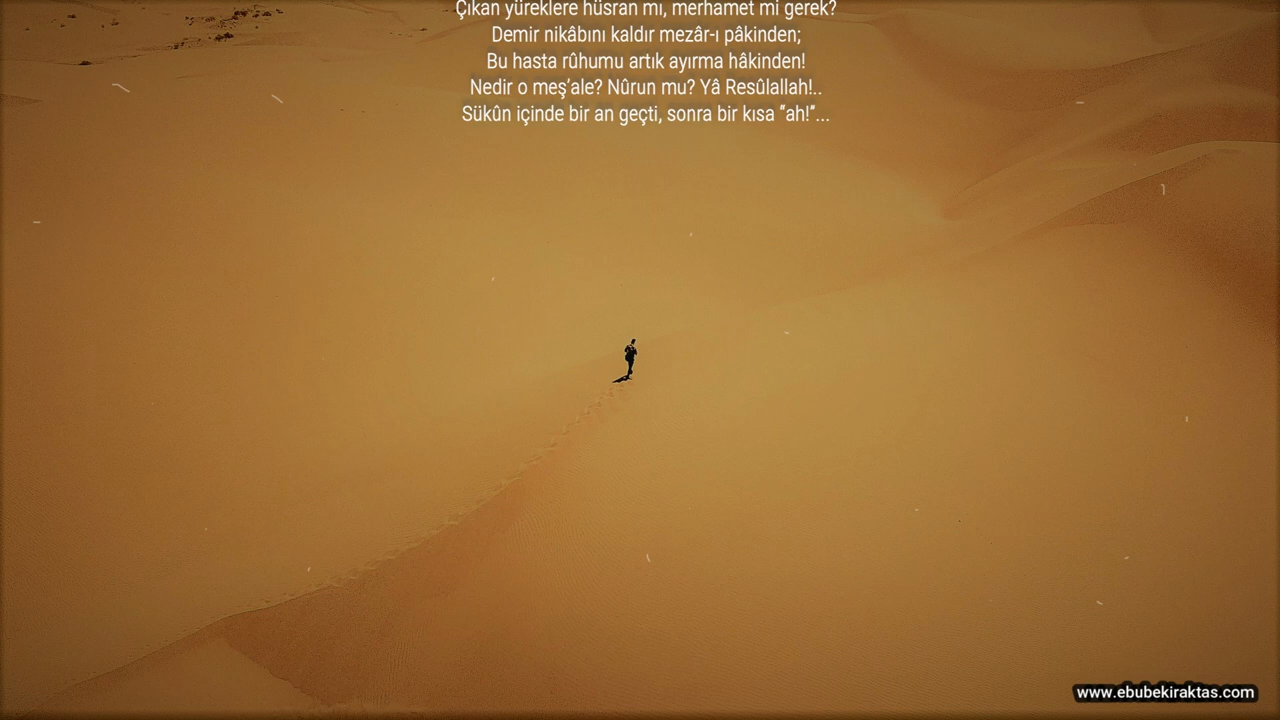 Çıkan yüreklere hüsran mı, merhamet mi gerek?
Demir nikâbını kaldır mezâr-ı pâkinden;
Bu hasta rûhumu artık ayırma hâkinden!
Nedir o meş’ale? Nûrun mu? Yâ Resûlallah!..
Sükûn içinde bir an geçti, sonra bir kısa “ah!”...
www.ebubekiraktas.com